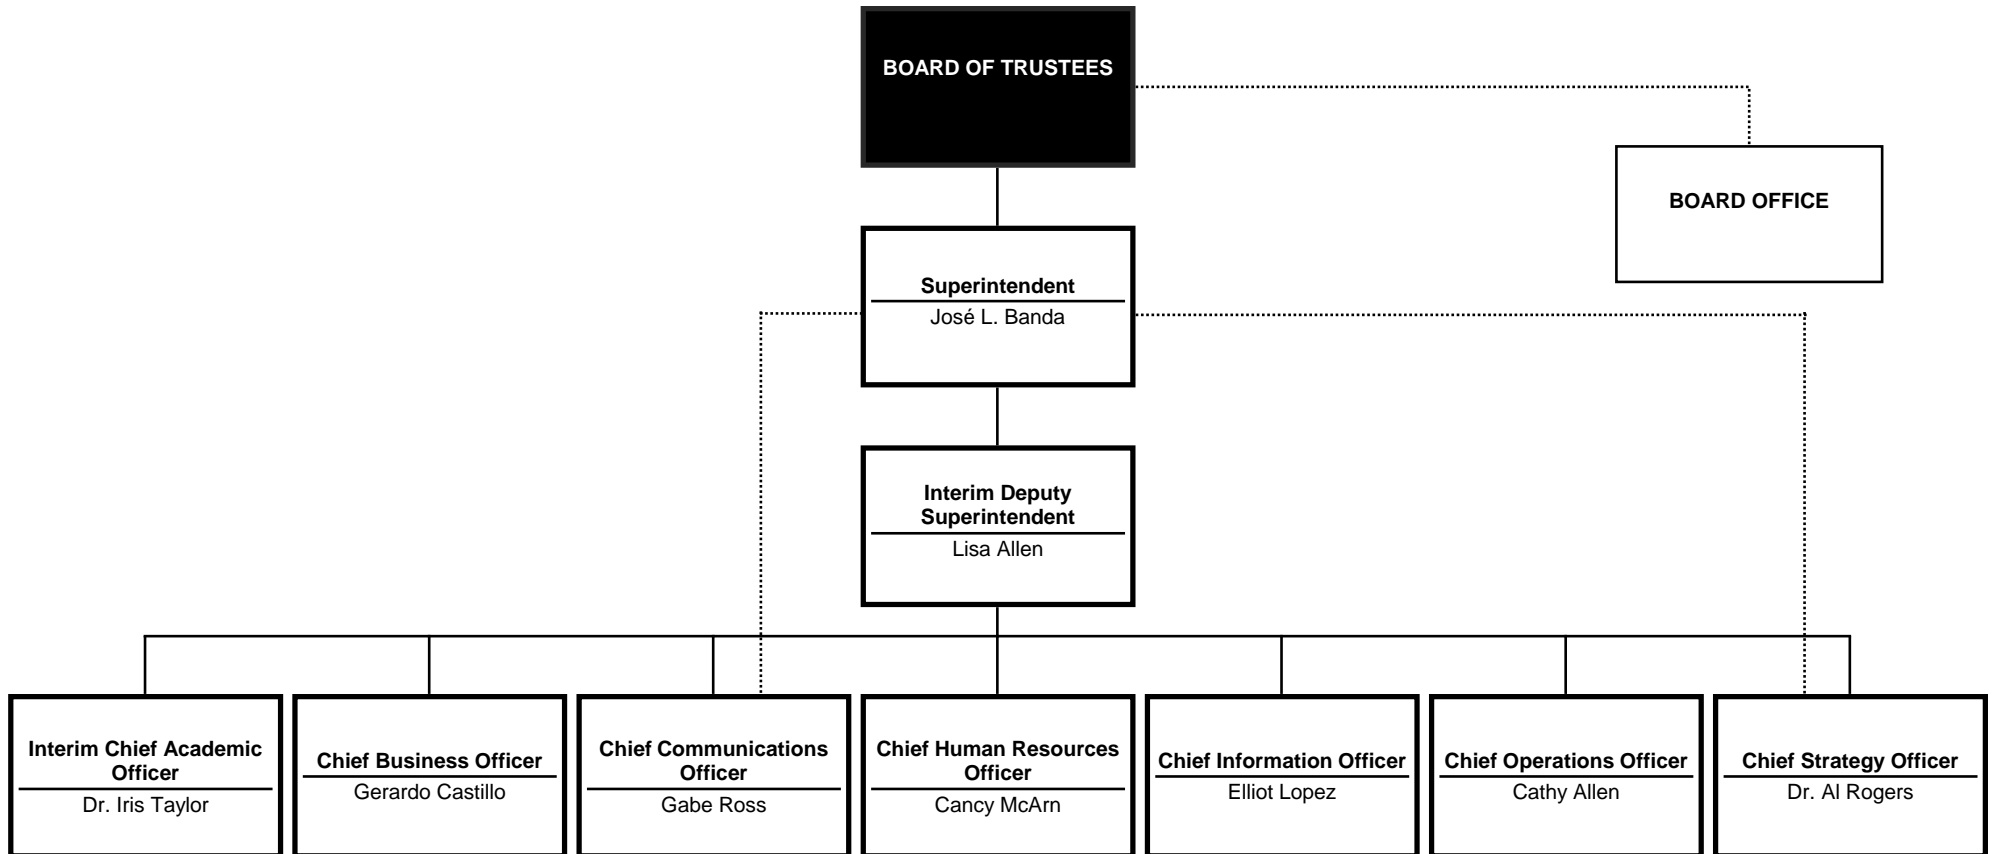 BOARD OF TRUSTEES
BOARD OFFICE
Superintendent
José L. Banda
Interim Deputy
Superintendent
Lisa Allen
Interim Chief Academic
Officer
Dr. Iris Taylor
Chief Business Officer
Gerardo Castillo
Chief Communications
Officer
Gabe Ross
Chief Human Resources
Officer
Cancy McArn
Chief Information Officer
Elliot Lopez
Chief Operations Officer
Cathy Allen
Chief Strategy Officer
Dr. Al Rogers